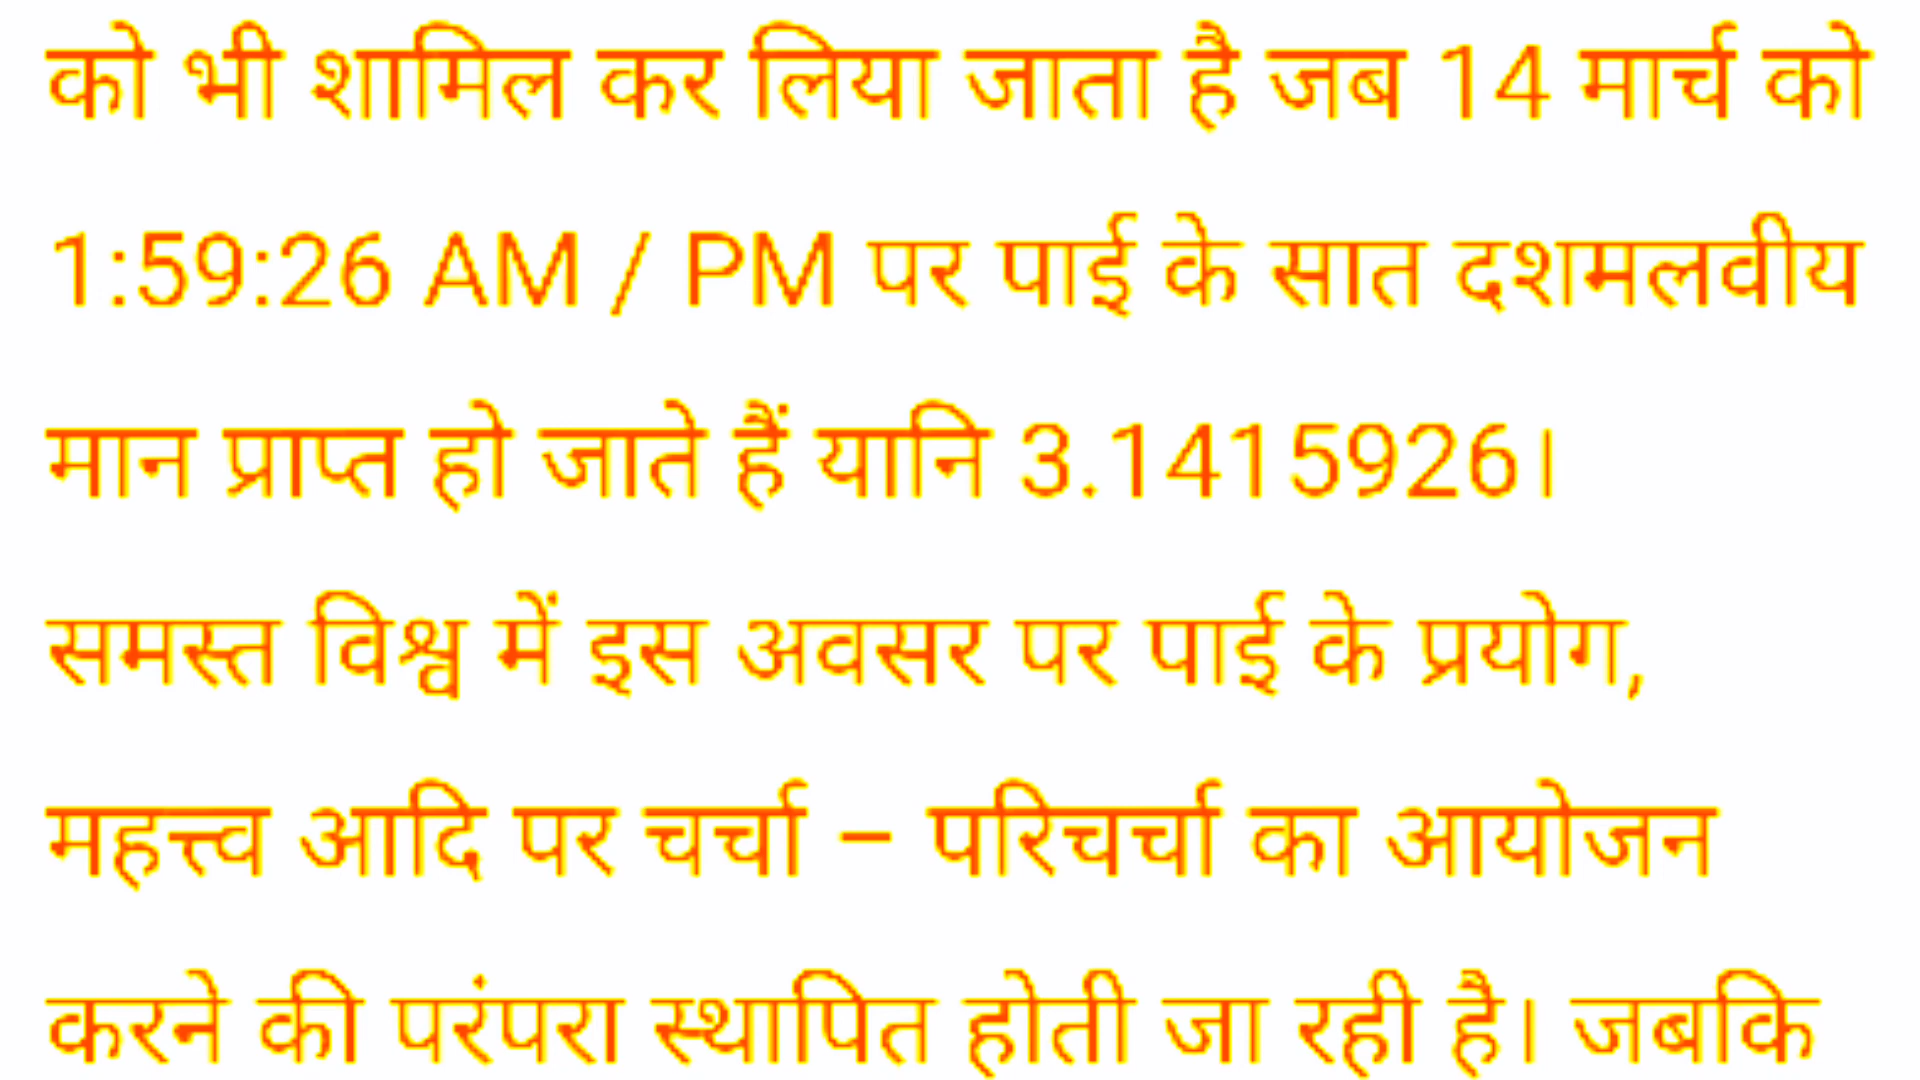 को भी शामिल कर लिया जाता है जब 14 मार्च को
1:59:26 AM / PM पर पाई के सात दशमलवीय
मान प्राप्त हो जाते हैं यानि 3.1415926।
समस्त विश्व में इस अवसर पर पाई के प्रयोग,
महत्त्व आदि पर चर्चा – परिचर्चा का आयोजन
करने की परंपरा स्थापित होती जा रही है। जबकि